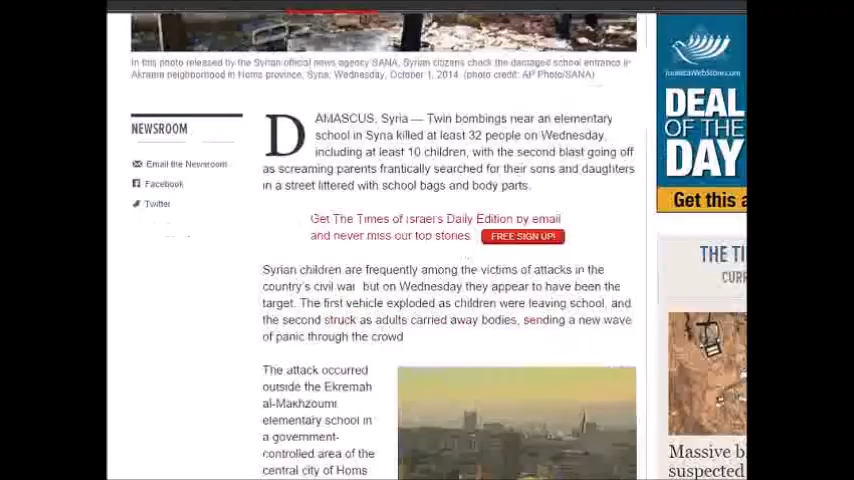 In this photo released by the Syrian official news agency SANA, Syrian citizens check the damaged school entrance in
Akrama neighborhood in Homs province, Syria, Wednesday, October 1, 2014. (photo credit: AP Photo/SANA)
NEWSROOM
Email the Newsroom
Facebook
Twitter
DAMASCUS, Syria — Twin bombings near an elementary
school in Syria killed at least 32 people on Wednesday,
including at least 10 children, with the second blast going off
as screaming parents frantically searched for their sons and daughters
in a street littered with school bags and body parts.
Get The Times of Israel's Daily Edition by email
and never miss our top stories
FREE SIGN UP!
Syrian children are frequently among the victims of attacks in the
country's civil war but on Wednesday they appear to have been the
target. The first vehicle exploded as children were leaving school, and
the second struck as adults carried away bodies, sending a new wave
of panic through the crowd
The attack occurred
outside the Ekremah
al-Makhzoumi
elementary school in
a government-
controlled area of the
central city of Homs
DEAL
OF THE
DAY
Get this a
THE TI
CURR
Massive b
suspected